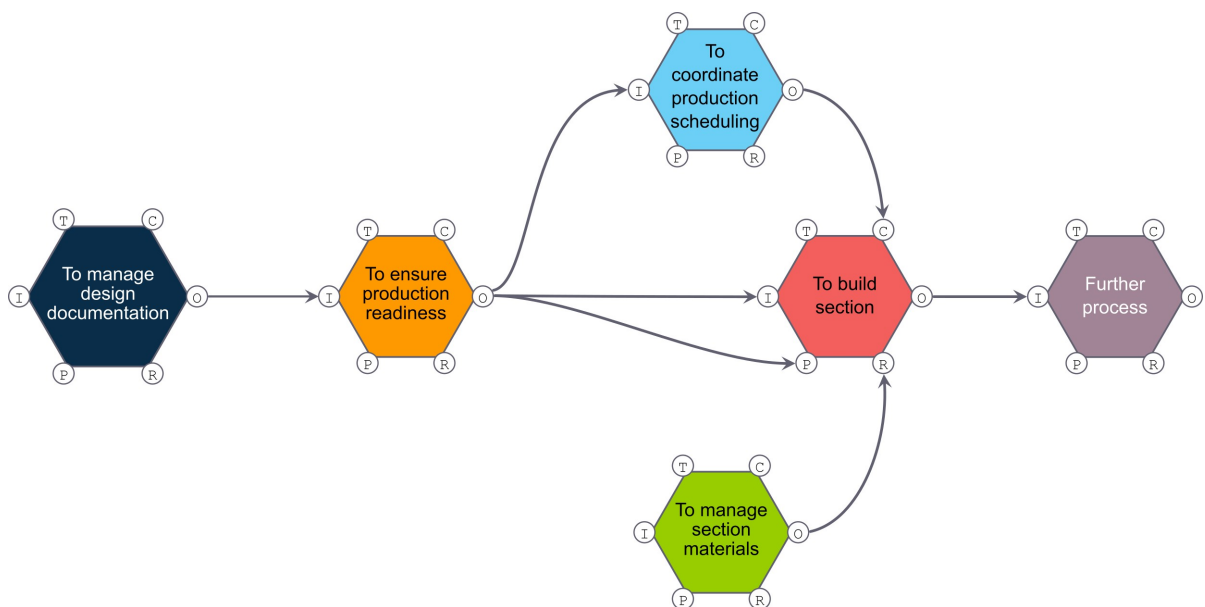 T C
To
coordinate
production
scheduling
I O
P R
T C
To manage
design
documentation
I O
P R
T C
To ensure
production
readiness
I O
P R
T C
To build
section
I O
P R
T C
Further
process
I O
P R
T C
To manage
section
materials
I O
P R